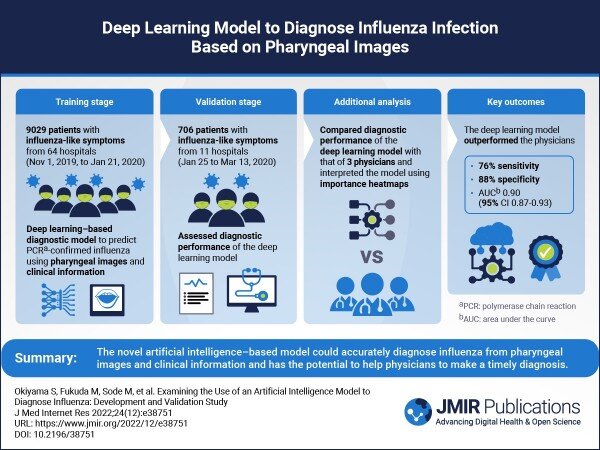 Deep Learning Model to Diagnose Influenza Infection
Based on Pharyngeal Images
Training stage
9029 patients with
influenza-like symptoms
from 64 hospitals
(Nov 1, 2019, to Jan 21, 2020)
Deep learning–based
diagnostic model to predict
PCRᵃ-confirmed influenza
using pharyngeal images and
clinical information
Validation stage
706 patients with
influenza-like symptoms
from 11 hospitals
(Jan 25 to Mar 13, 2020)
Assessed diagnostic
performance of the deep
learning model
Additional analysis
Compared diagnostic
performance of the
deep learning model with
that of 3 physicians and
interpreted the model using
importance heatmaps
VS
Key outcomes
The deep learning model
outperformed the physicians
• 76% sensitivity
• 88% specificity
• AUCᵇ 0.90
(95% CI 0.87-0.93)
ᵃPCR: polymerase chain reaction
ᵇAUC: area under the curve
Summary:
The novel artificial intelligence–based model could accurately diagnose influenza from pharyngeal
images and clinical information and has the potential to help physicians to make a timely diagnosis.
Okiyama S, Fukuda M, Sode M, et al. Examining the Use of an Artificial Intelligence Model to
Diagnose Influenza: Development and Validation Study
J Med Internet Res 2022;24(12):e38751
URL: https://www.jmir.org/2022/12/e38751
DOI: 10.2196/38751
JMIR Publications
Advancing Digital Health & Open Science